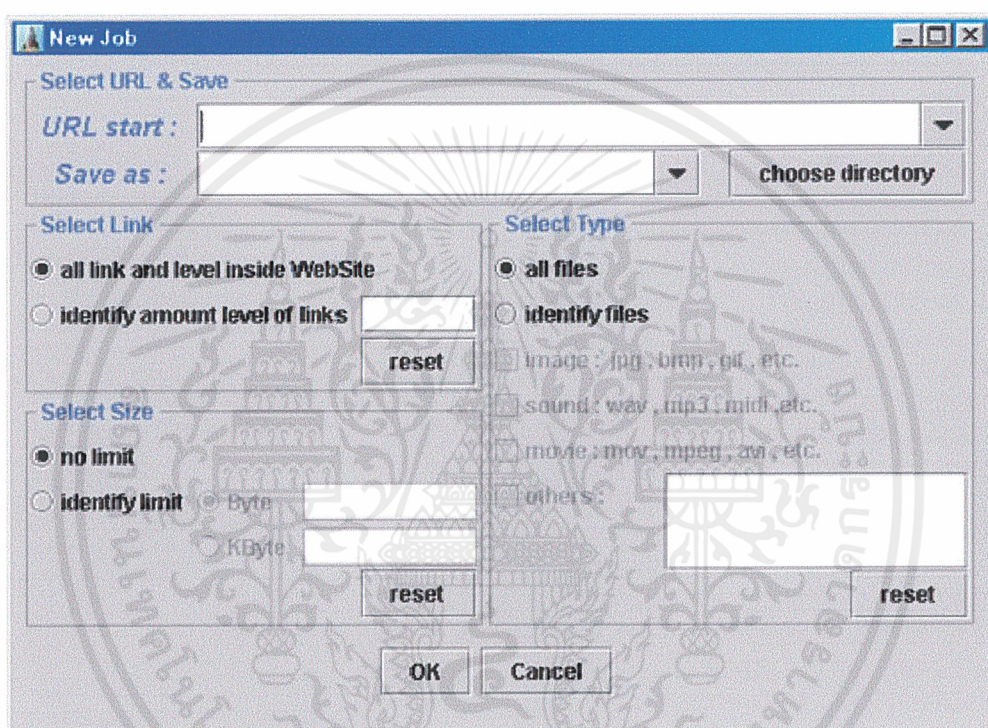 New Job
Select URL & Save
URL start :
Save as :
choose directory
Select Link
all link and level inside WebSite
identify amount level of links
reset
Select Size
no limit
identify limit
Byte
KByte
reset
Select Type
all files
identify files
image : jpg , bmp , gif , etc.
sound : wav , mp3 , midi ,etc.
movie : mov , mpeg , avi , etc.
others :
reset
OK
Cancel